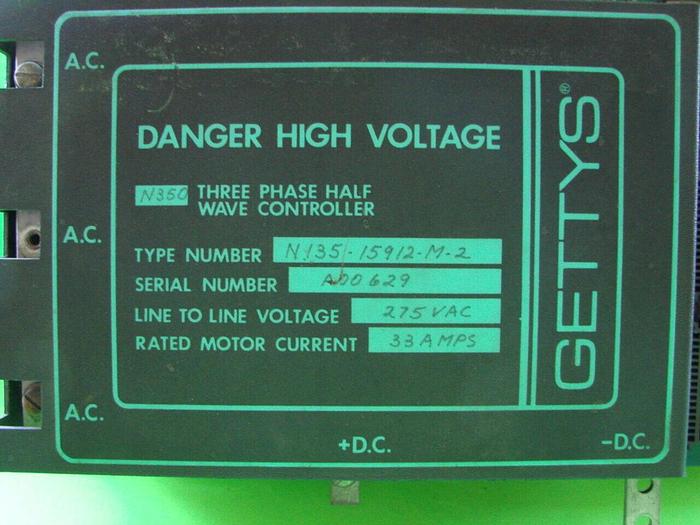 A.C.
DANGER HIGH VOLTAGE
N350 THREE PHASE HALF
WAVE CONTROLLER
A.C.
TYPE NUMBER N135-15912-M-2
SERIAL NUMBER A00629
LINE TO LINE VOLTAGE 275 VAC
RATED MOTOR CURRENT 33 AMPS
GETTYS®
A.C.
+D.C.
-D.C.